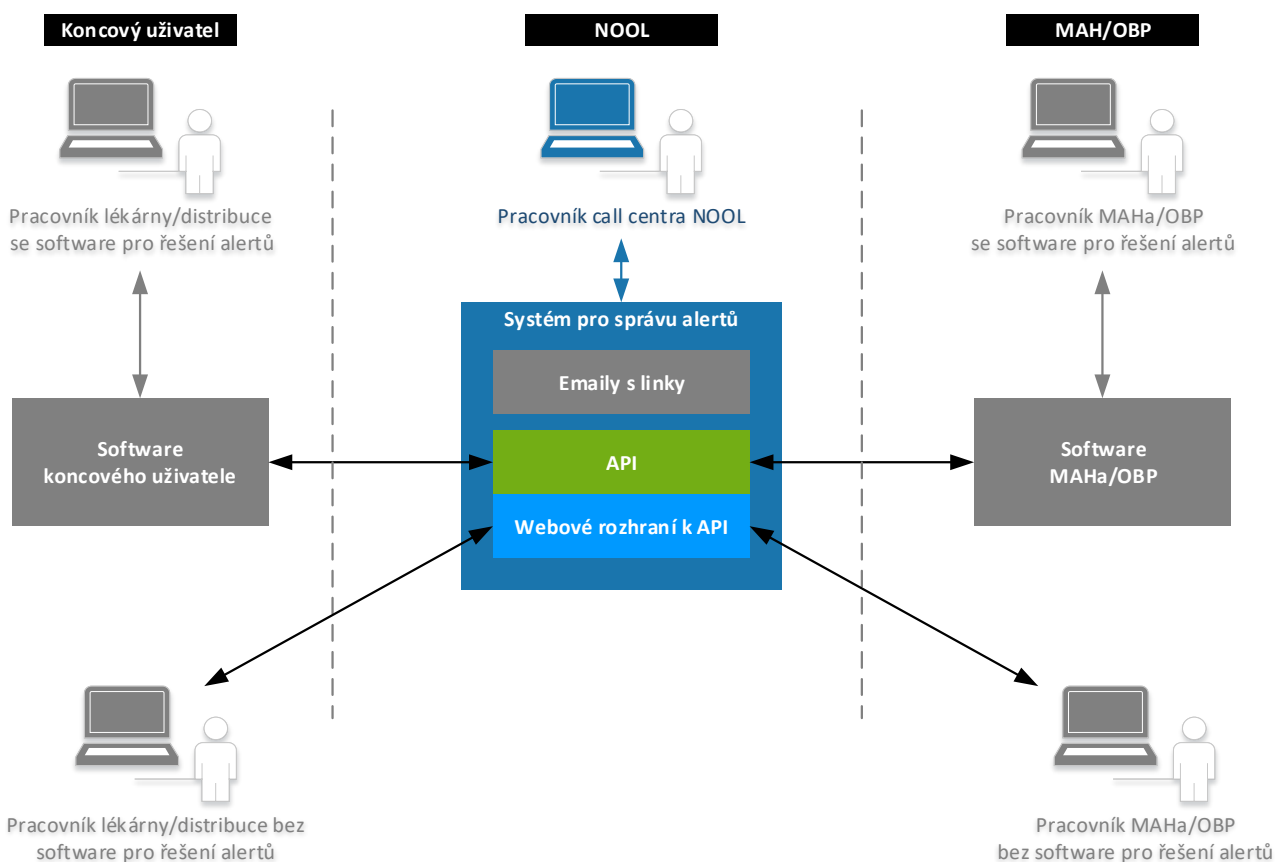 Koncový uživatel
NOOL
MAH/OBP
Pracovník lékárny/distribuce
se software pro řešení alertů
Pracovník call centra NOOL
Pracovník MAHa/OBP
se software pro řešení alertů
Systém pro správu alertů
Emaily s linky
API
Webové rozhraní k API
Software
koncového uživatele
Software
MAHa/OBP
Pracovník lékárny/distribuce bez
software pro řešení alertů
Pracovník MAHa/OBP
bez software pro řešení alertů